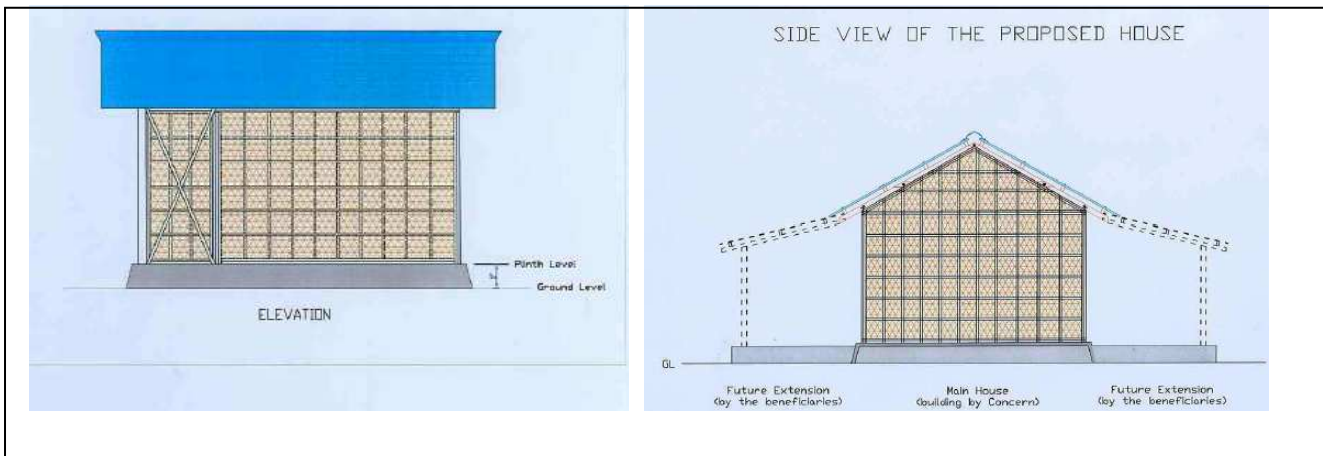 Plinth Level
Ground Level
ELEVATION
SIDE VIEW OF THE PROPOSED HOUSE
GL
Future Extension
(by the beneficiaries)
Main House
(building by Concern)
Future Extension
(by the beneficiaries)